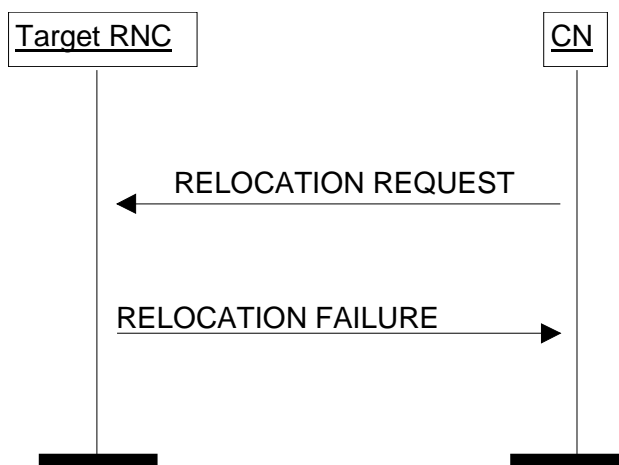 Target RNC
CN
RELOCATION REQUEST
RELOCATION FAILURE